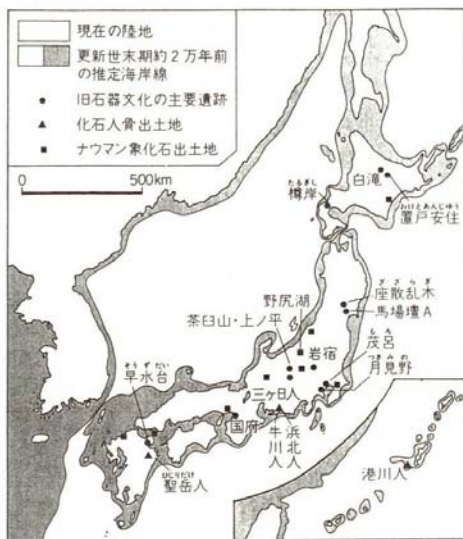 現在の陸地
更新世末期約2万年前
の推定海岸線
旧石器文化の主要遺跡
化石人骨出土地
ナウマン象化石出土地
0 500km
白滝
たるぎし
樽岸
おけとあんじゅう
置戸安住
ざざらぎ
座散乱木
馬場壇A
野尻湖
茶臼山・上ノ平
もろ
茂呂
岩宿
つきみの
月見野
そうずだい
早水台
三ヶ日人
国府
牛川人
浜北人
ひじりだけ
聖岳人
港川人